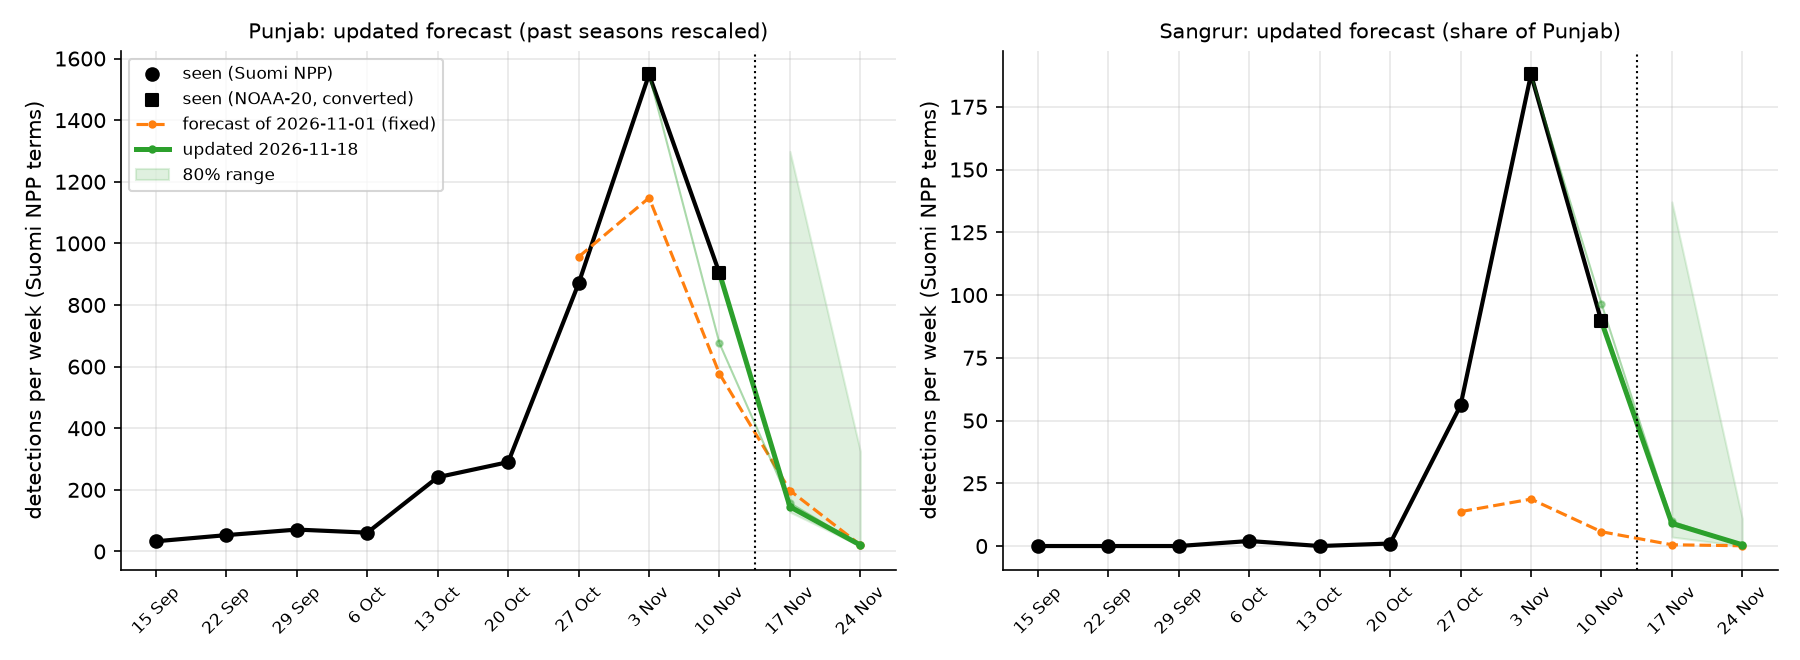 Punjab: updated forecast (past seasons rescaled)
detections per week (Suomi NPP terms)
1600
1400
1200
1000
800
600
400
200
0
seen (Suomi NPP)
seen (NOAA-20, converted)
forecast of 2026-11-01 (fixed)
updated 2026-11-18
80% range
15 Sep
22 Sep
29 Sep
6 Oct
13 Oct
20 Oct
27 Oct
3 Nov
10 Nov
17 Nov
24 Nov
Sangrur: updated forecast (share of Punjab)
detections per week (Suomi NPP terms)
175
150
125
100
75
50
25
0
15 Sep
22 Sep
29 Sep
6 Oct
13 Oct
20 Oct
27 Oct
3 Nov
10 Nov
17 Nov
24 Nov